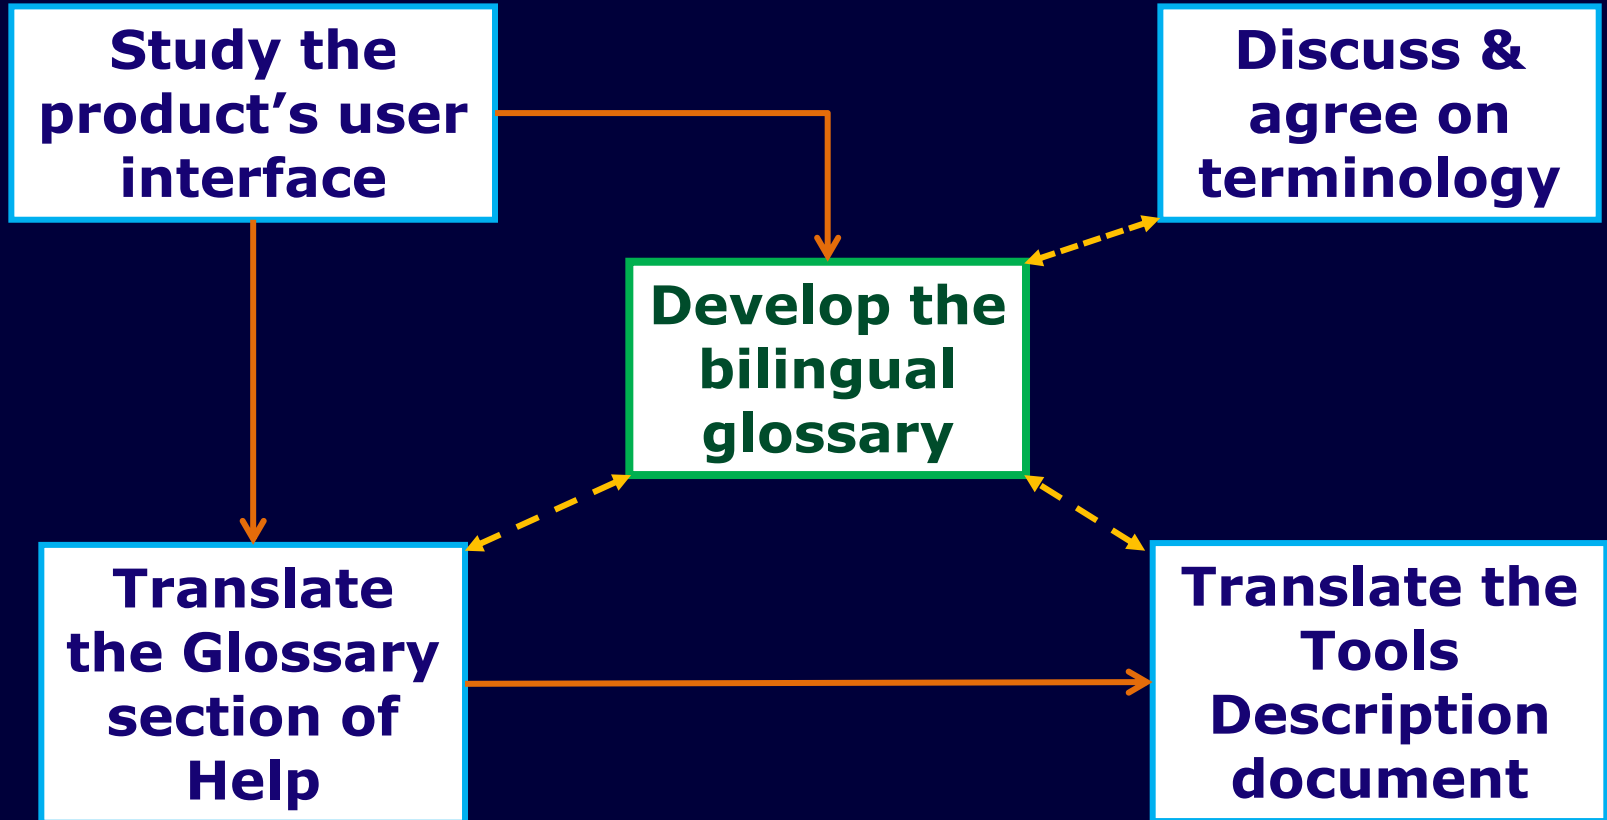 Study the
product’s user
interface
Discuss &
agree on
terminology
Develop the
bilingual
glossary
Translate
the Glossary
section of
Help
Translate the
Tools
Description
document